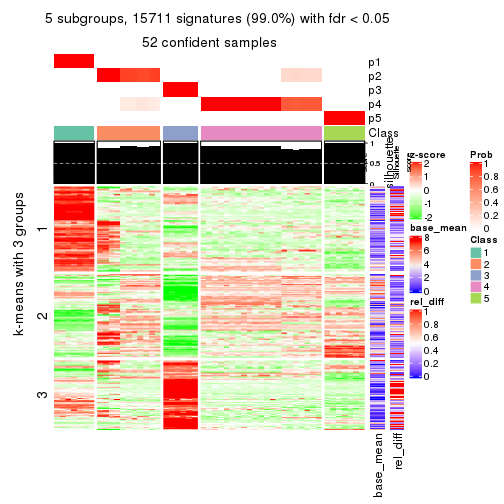 5 subgroups, 15711 signatures (99.0%) with fdr < 0.05
52 confident samples
p1
p2
p3
p4
p5
Class
1
0.5
0
silhouette
Silhouette
score
k-means with 3 groups
1
2
3
base_mean
rel_diff
z-score
2
1
0
-1
-2
base_mean
8
6
4
2
0
rel_diff
1
0.8
0.6
0.4
0.2
0
Prob
1
0.8
0.6
0.4
0.2
0
Class
1
2
3
4
5